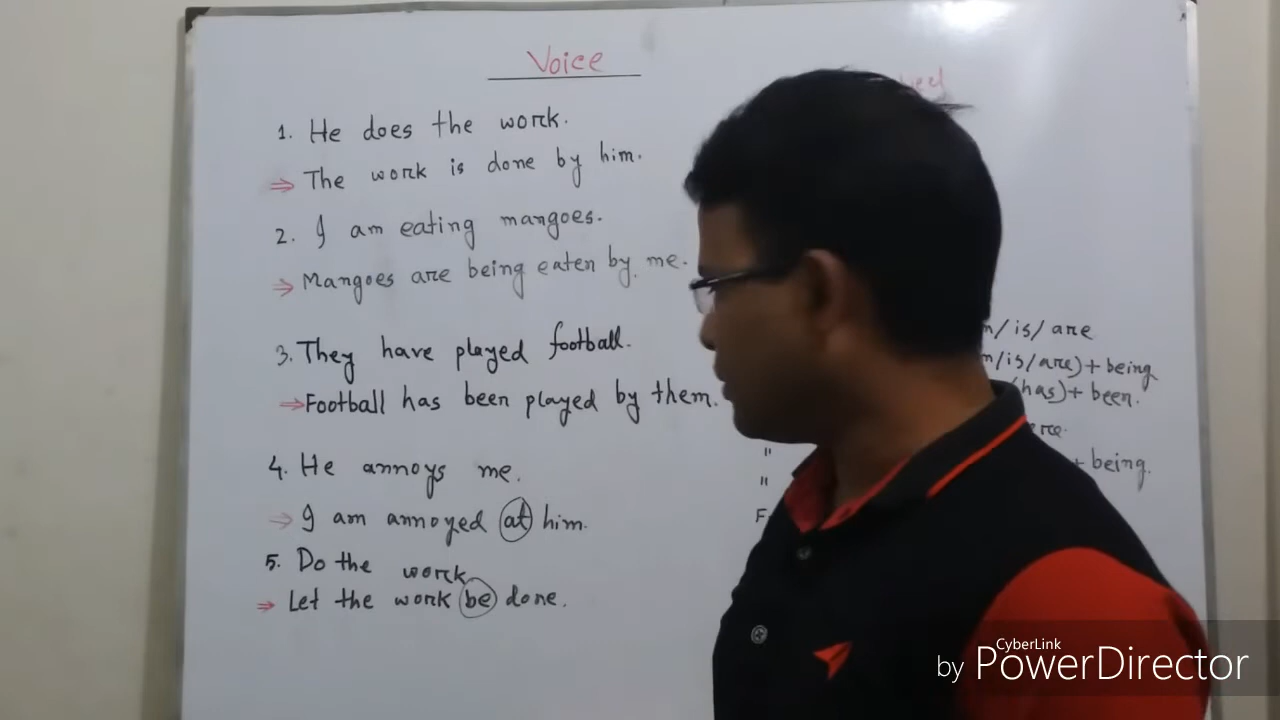 Voice
1. He does the work.
⇒ The work is done by him.
2. I am eating mangoes.
⇒ Mangoes are being eaten by me.
3. They have played football.
⇒ Football has been played by them.
4. He annoys me.
⇒ I am annoyed at him.
5. Do the work.
⇒ Let the work be done.
/is/ are
/is/are) + being
(has) + been.
"
+ being.
"
F
CyberLink
by PowerDirector